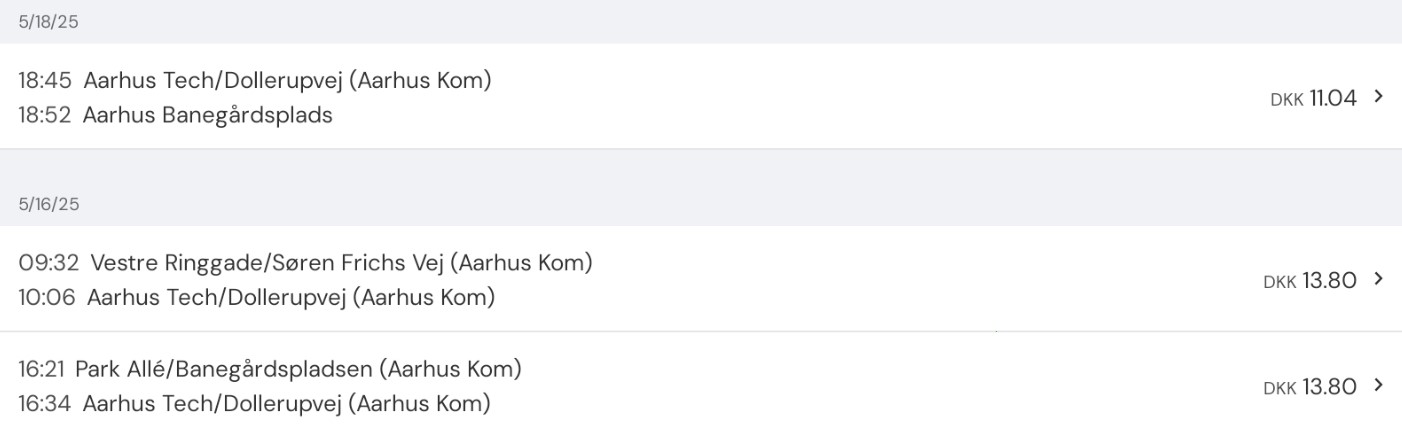 5/18/25
18:45 Aarhus Tech/Dollerupvej (Aarhus Kom)
18:52 Aarhus Banegårdsplads
DKK 11.04
5/16/25
09:32 Vestre Ringgade/Søren Frichs Vej (Aarhus Kom)
10:06 Aarhus Tech/Dollerupvej (Aarhus Kom)
DKK 13.80
16:21 Park Allé/Banegårdspladsen (Aarhus Kom)
16:34 Aarhus Tech/Dollerupvej (Aarhus Kom)
DKK 13.80